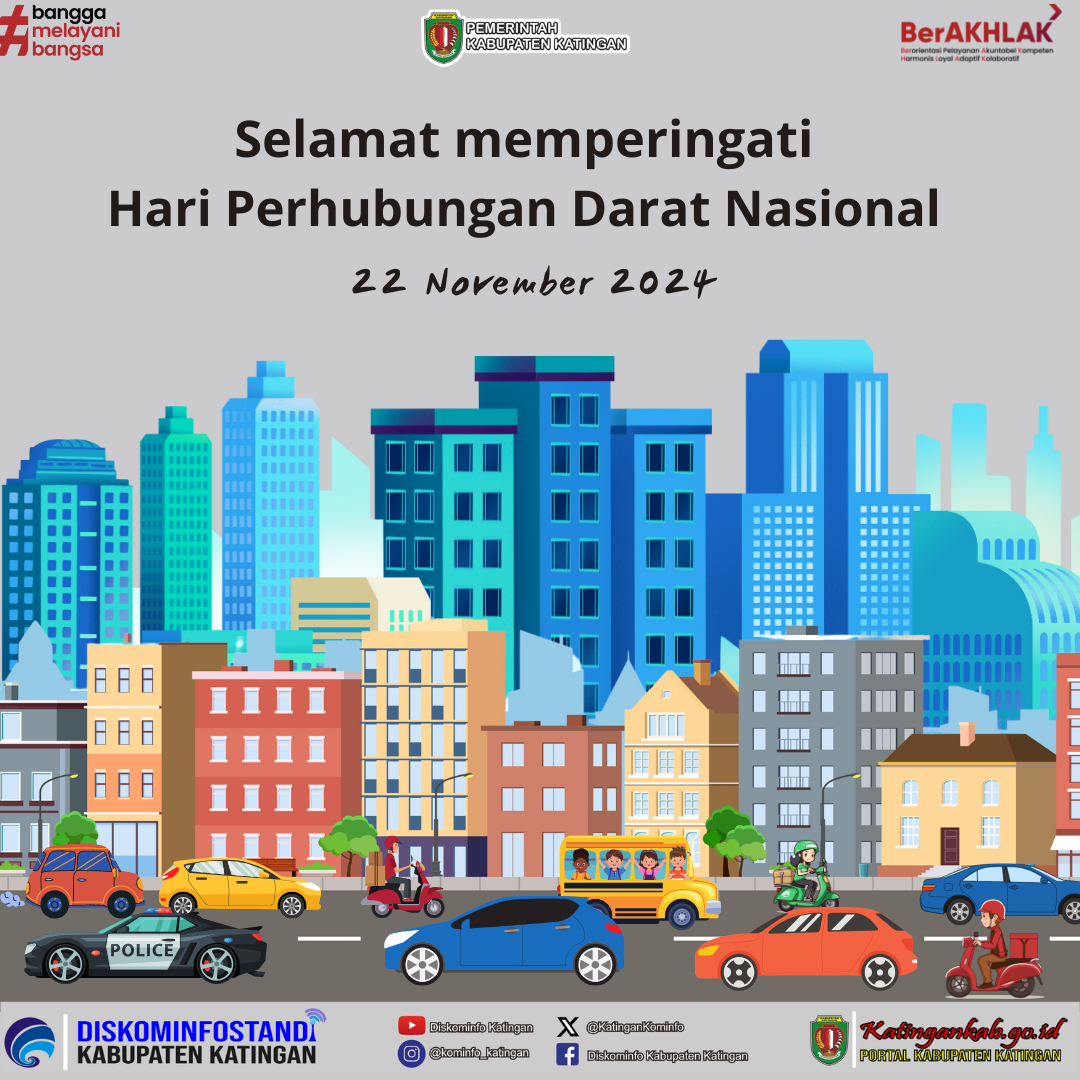 #bangga
melayani
bangsa
PEMERINTAH
KABUPATEN KATINGAN
BerAKHLAK
Berorientasi Pelayanan Akuntabel Kompeten
Harmonis Loyal Adaptif Kolaboratif
Selamat memperingati
Hari Perhubungan Darat Nasional
22 November 2024
POLICE
DISKOMINFOSTANDI
KABUPATEN KATINGAN
Diskominfo Katingan
@kominfo_katingan
@KatinganKominfo
Diskominfo Kabupaten Katingan
Katingankab.go.id
PORTAL KABUPATEN KATINGAN